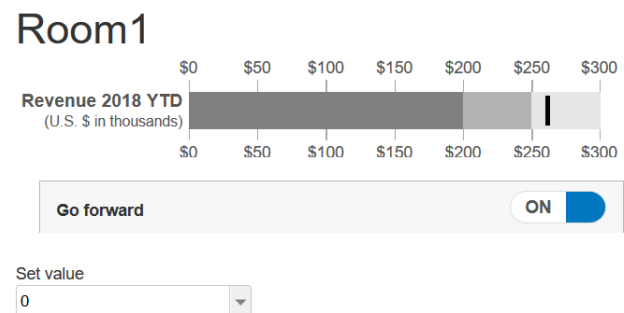 Room1
$0 $50 $100 $150 $200 $250 $300
Revenue 2018 YTD
(U.S. $ in thousands)
$0 $50 $100 $150 $200 $250 $300
Go forward ON
Set value
0